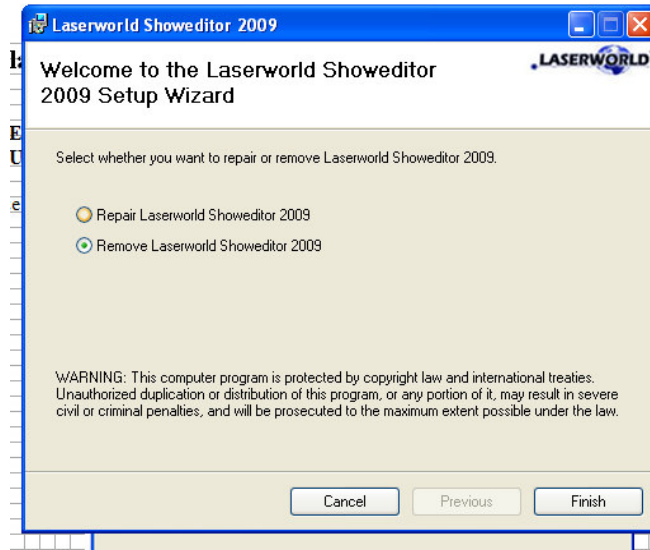 Laserworld Showeditor 2009
Welcome to the Laserworld Showeditor
2009 Setup Wizard
LASERWORLD
Select whether you want to repair or remove Laserworld Showeditor 2009.
Repair Laserworld Showeditor 2009
Remove Laserworld Showeditor 2009
WARNING: This computer program is protected by copyright law and international treaties.
Unauthorized duplication or distribution of this program, or any portion of it, may result in severe
civil or criminal penalties, and will be prosecuted to the maximum extent possible under the law.
Cancel
Previous
Finish